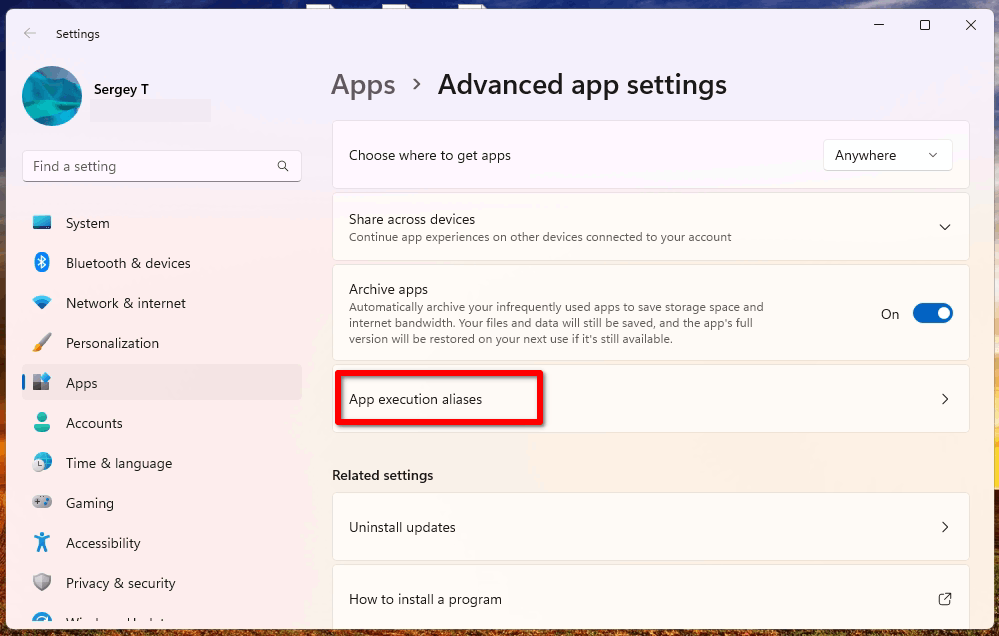 Settings
Sergey T
Find a setting
System
Bluetooth & devices
Network & internet
Personalization
Apps
Accounts
Time & language
Gaming
Accessibility
Privacy & security
Apps > Advanced app settings
Choose where to get apps
Anywhere
Share across devices
Continue app experiences on other devices connected to your account
Archive apps
Automatically archive your infrequently used apps to save storage space and
internet bandwidth. Your files and data will still be saved, and the app's full
version will be restored on your next use if it's still available.
On
App execution aliases
Related settings
Uninstall updates
How to install a program